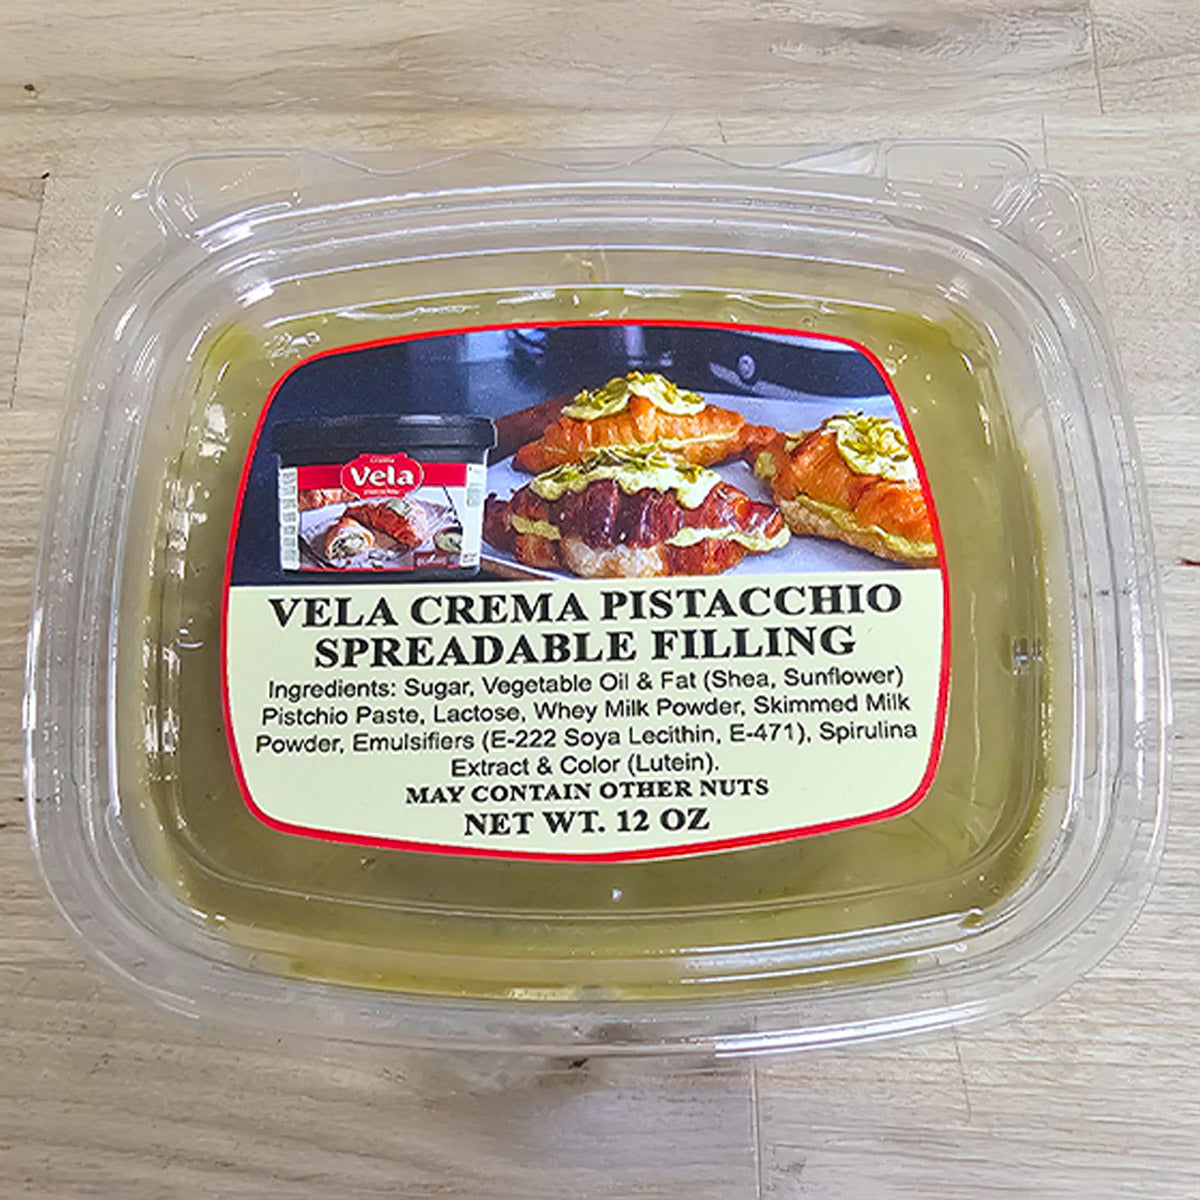 Crema
Vela
VELA CREMA PISTACCHIO
SPREADABLE FILLING
Ingredients: Sugar, Vegetable Oil & Fat (Shea, Sunflower)
Pistchio Paste, Lactose, Whey Milk Powder, Skimmed Milk
Powder, Emulsifiers (E-222 Soya Lecithin, E-471), Spirulina
Extract & Color (Lutein).
MAY CONTAIN OTHER NUTS
NET WT. 12 OZ